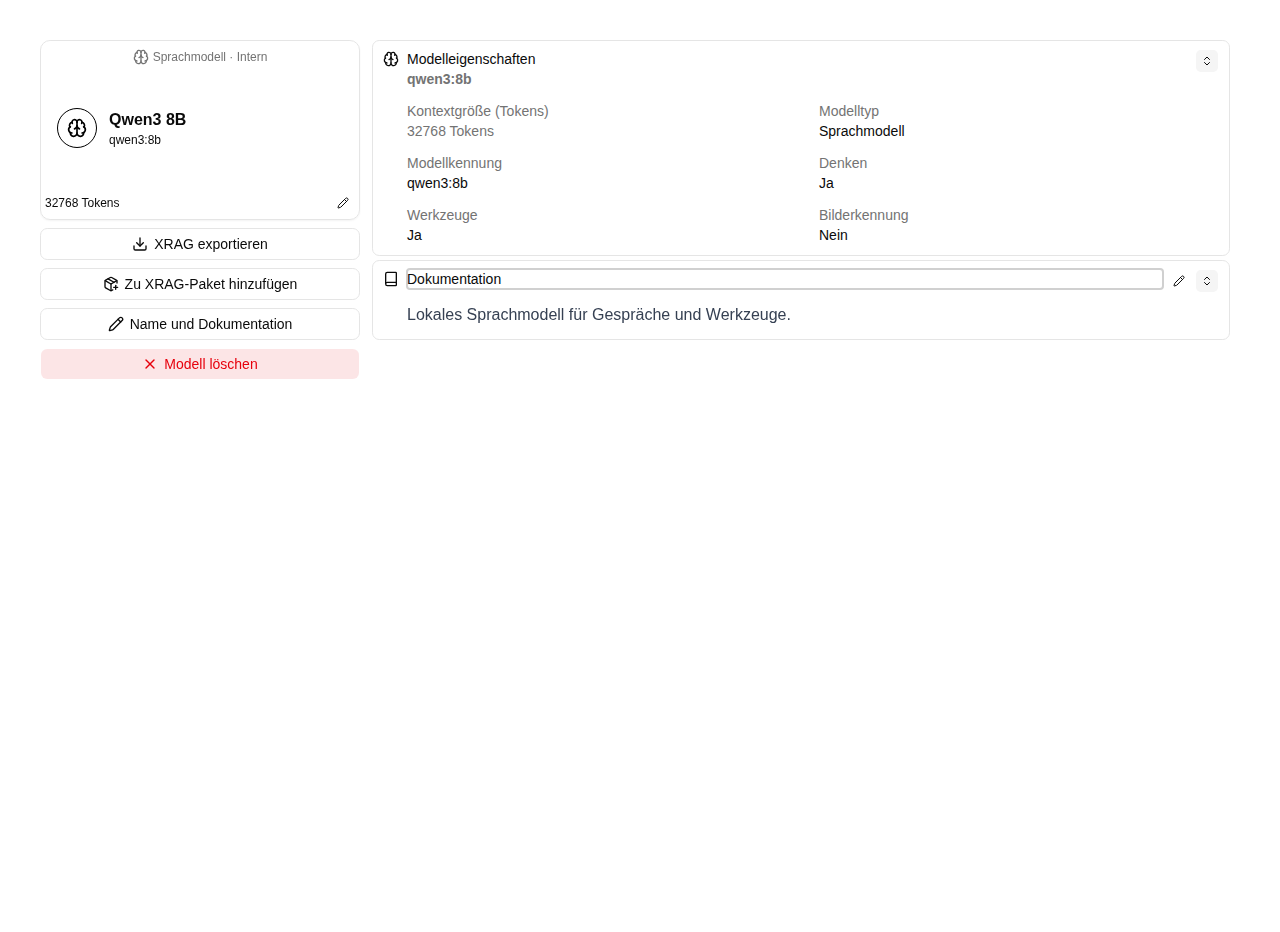 Sprachmodell · Intern
Qwen3 8B
qwen3:8b
32768 Tokens
XRAG exportieren
Zu XRAG-Paket hinzufügen
Name und Dokumentation
Modell löschen
Modelleigenschaften
qwen3:8b
Kontextgröße (Tokens)
32768 Tokens
Modelltyp
Sprachmodell
Modellkennung
qwen3:8b
Denken
Ja
Werkzeuge
Ja
Bilderkennung
Nein
Dokumentation
Lokales Sprachmodell für Gespräche und Werkzeuge.